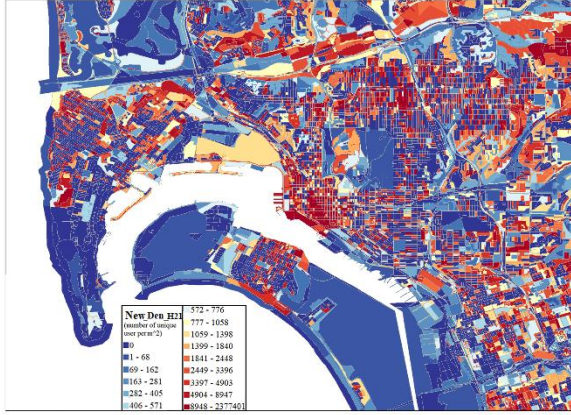 New_Den_H21
(number of unique
user perm^2)
0
1 - 68
69 - 162
163 - 281
282 - 405
406 - 571
572 - 776
777 - 1058
1059 - 1398
1399 - 1840
1841 - 2448
2449 - 3396
3397 - 4903
4904 - 8947
8948 - 2377401